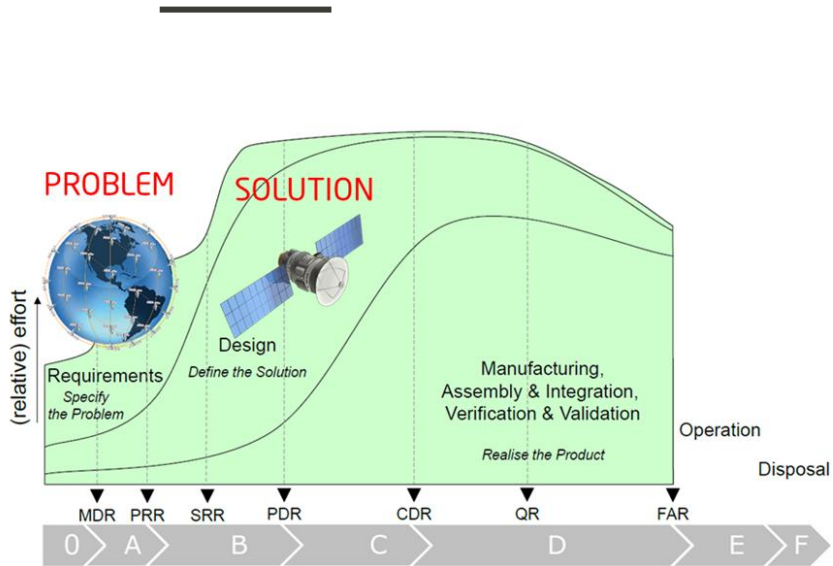 PROBLEM
SOLUTION
(relative) effort
Requirements
Specify
the Problem
Design
Define the Solution
Manufacturing,
Assembly & Integration,
Verification & Validation
Realise the Product
Operation
Disposal
MDR PRR SRR PDR CDR QR FAR
0 A B C D E F